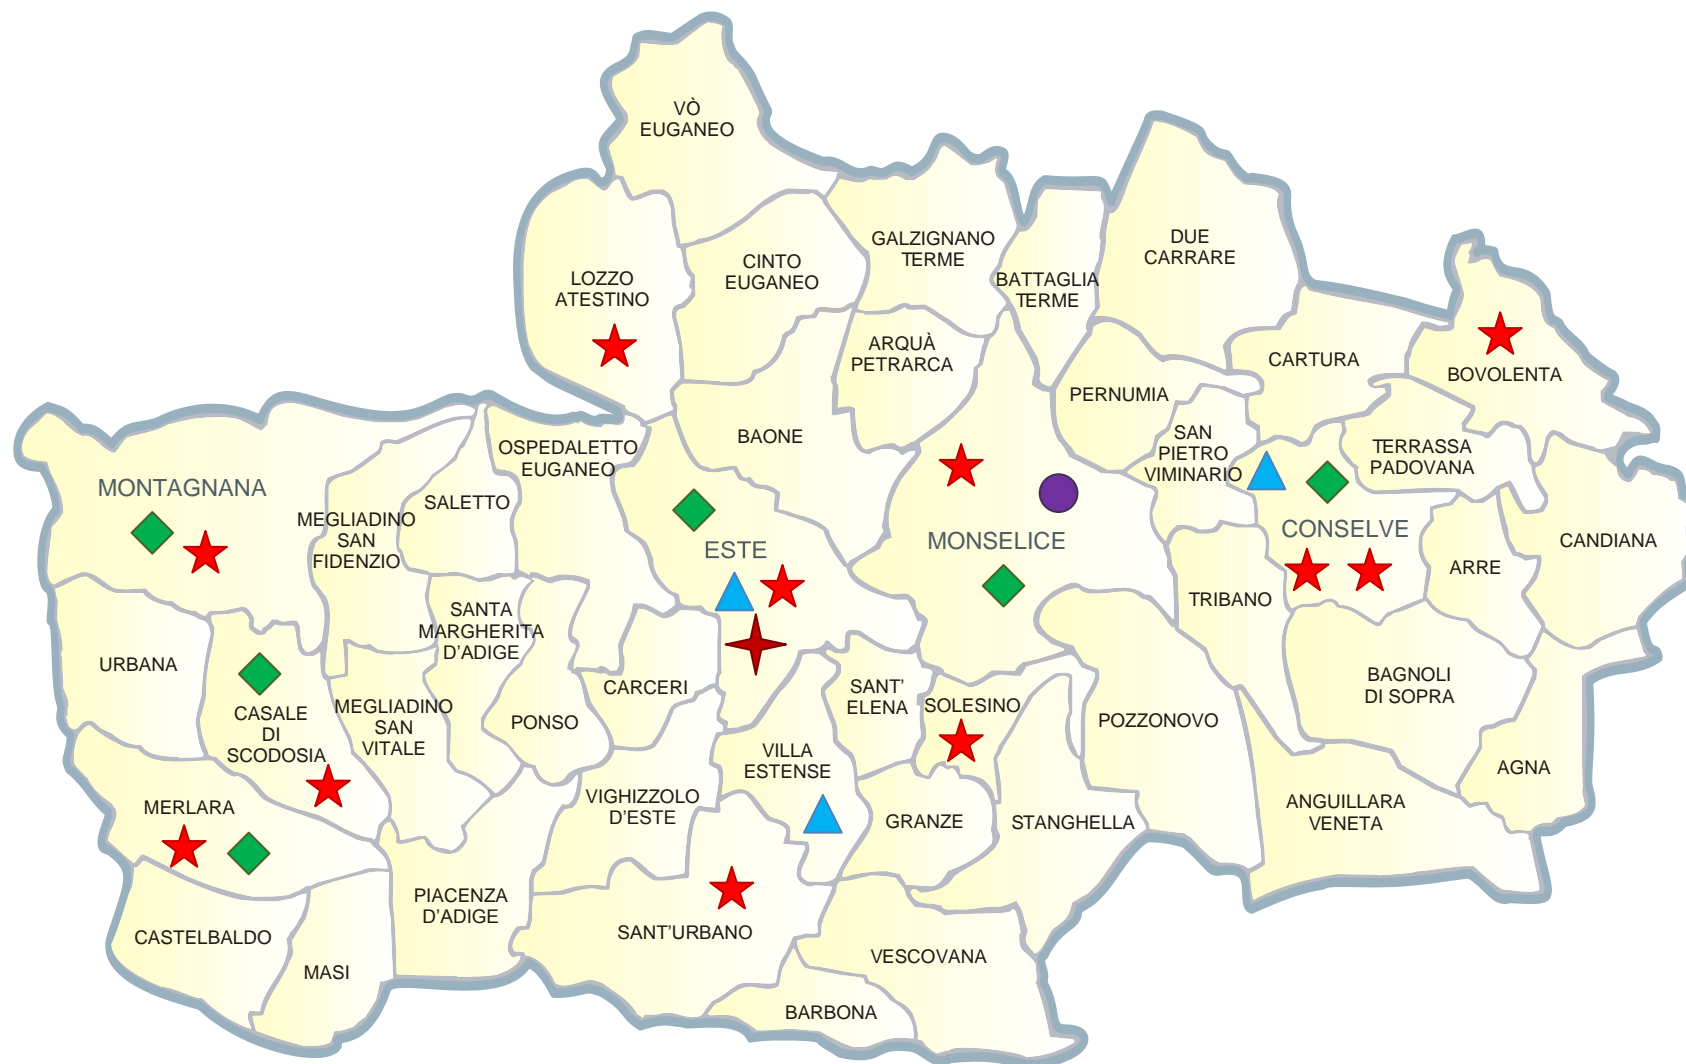 VÒ
EUGANEO
GALZIGNANO
TERME
DUE
CARRARE
CINTO
EUGANEO
LOZZO
ATESTINO
BATTAGLIA
TERME
ARQUÀ
PETRARCA
CARTURA
BOVOLENTA
PERNUMIA
BAONE
OSPEDALETTO
EUGANEO
SAN
PIETRO
VIMINARIO
TERRASSA
PADOVANA
MONTAGNANA
SALETTO
MEGLIADINO
SAN
FIDENZIO
ESTE
MONSELICE
CONSELVE
CANDIANA
ARRE
TRIBANO
SANTA
MARGHERITA
D'ADIGE
URBANA
CARCERI
SANT'
ELENA
SOLESINO
BAGNOLI
DI SOPRA
CASALE
DI
SCODOSIA
MEGLIADINO
SAN
VITALE
PONSO
POZZONOVO
VILLA
ESTENSE
AGNA
MERLARA
VIGHIZZOLO
D'ESTE
GRANZE
STANGHELLA
ANGUILLARA
VENETA
PIACENZA
D'ADIGE
SANT'URBANO
CASTELBALDO
MASI
VESCOVANA
BARBONA